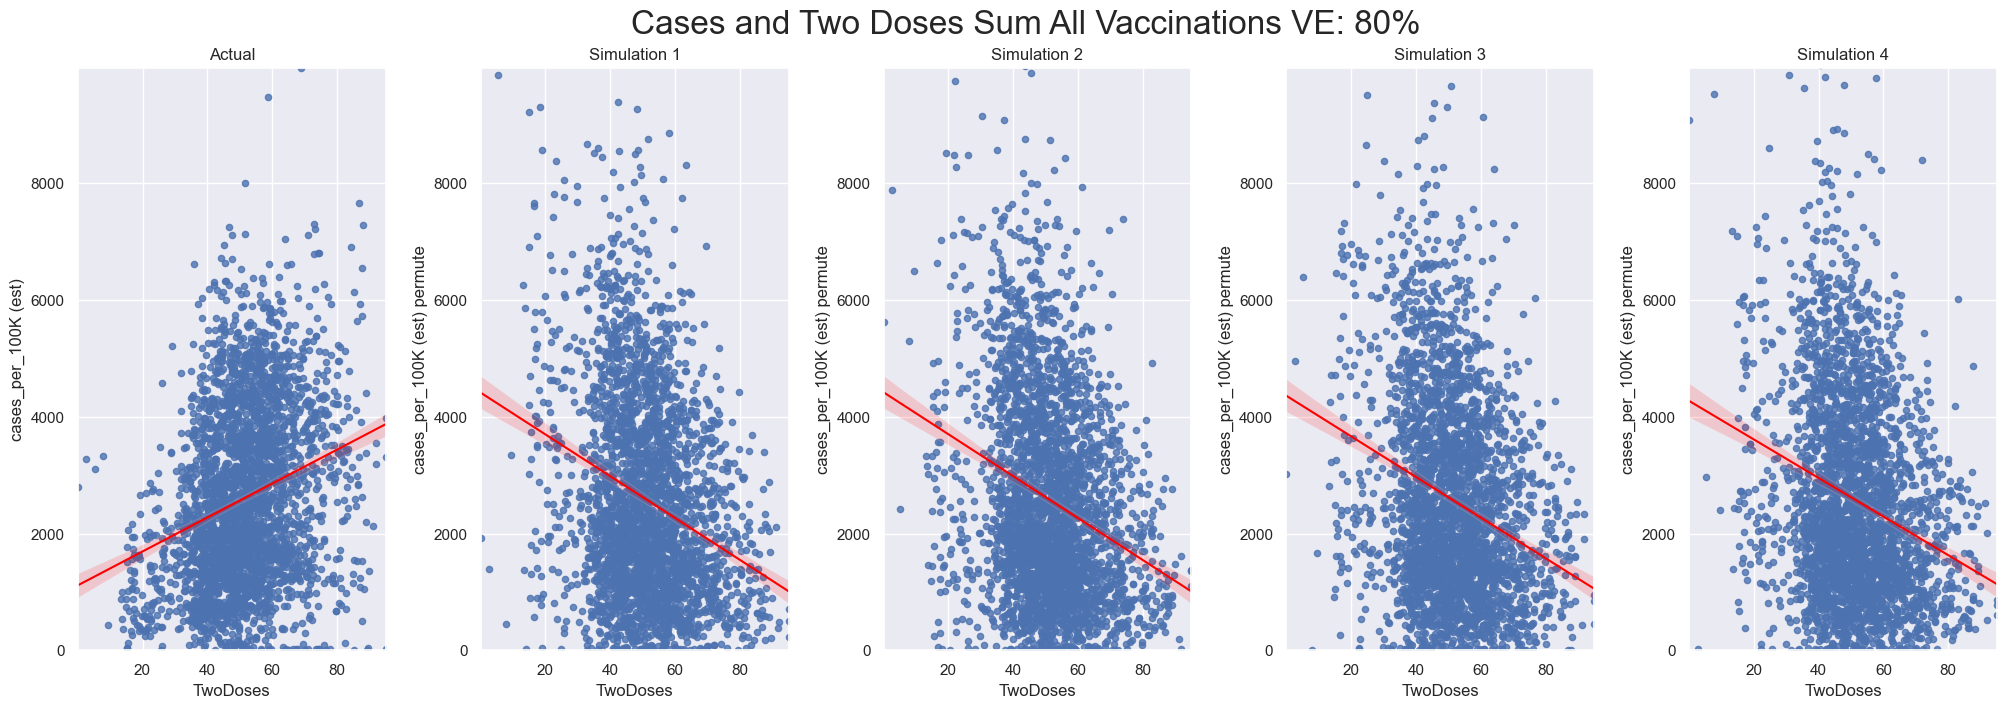 Cases and Two Doses Sum All Vaccinations VE: 80%
Actual
cases_per_100K (est)
8000
6000
4000
2000
0
20 40 60 80
TwoDoses
Simulation 1
cases_per_100K (est) permute
8000
6000
4000
2000
0
20 40 60 80
TwoDoses
Simulation 2
cases_per_100K (est) permute
8000
6000
4000
2000
0
20 40 60 80
TwoDoses
Simulation 3
cases_per_100K (est) permute
8000
6000
4000
2000
0
20 40 60 80
TwoDoses
Simulation 4
cases_per_100K (est) permute
8000
6000
4000
2000
0
20 40 60 80
TwoDoses